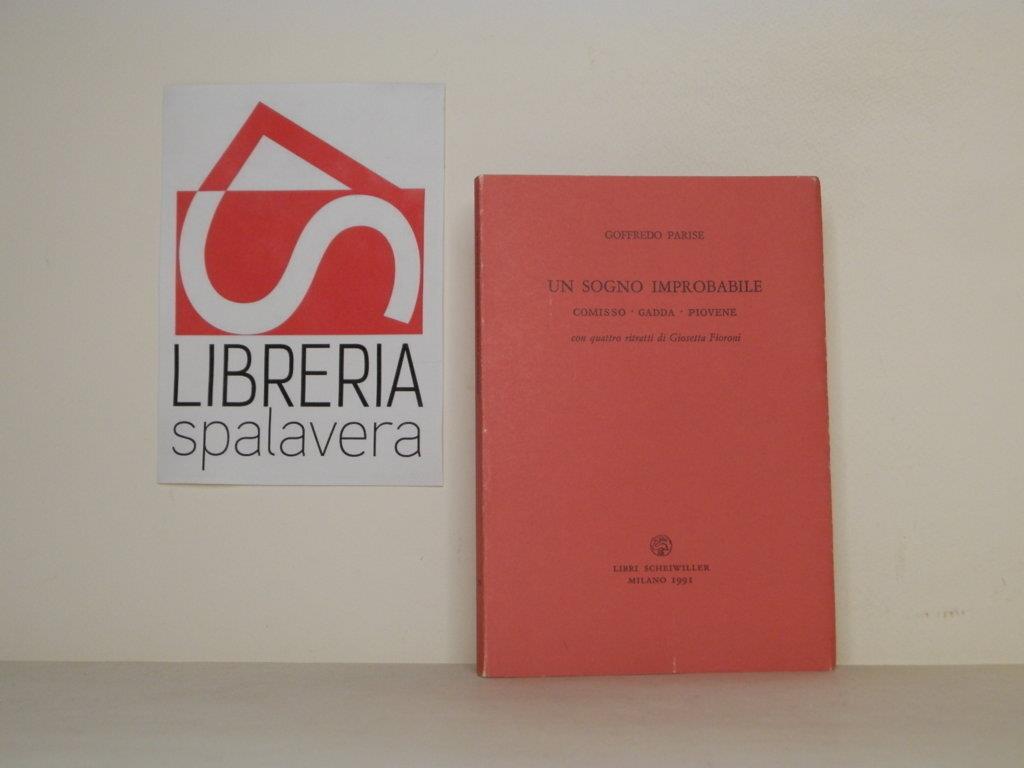 LIBRERIA
spalavera
GOFFREDO PARISE
UN SOGNO IMPROBABILE
COMISSO · GADDA · PIOVENE
con quattro ritratti di Giosetta Fioroni
LIBRI SCHEIWILLER
MILANO 1991